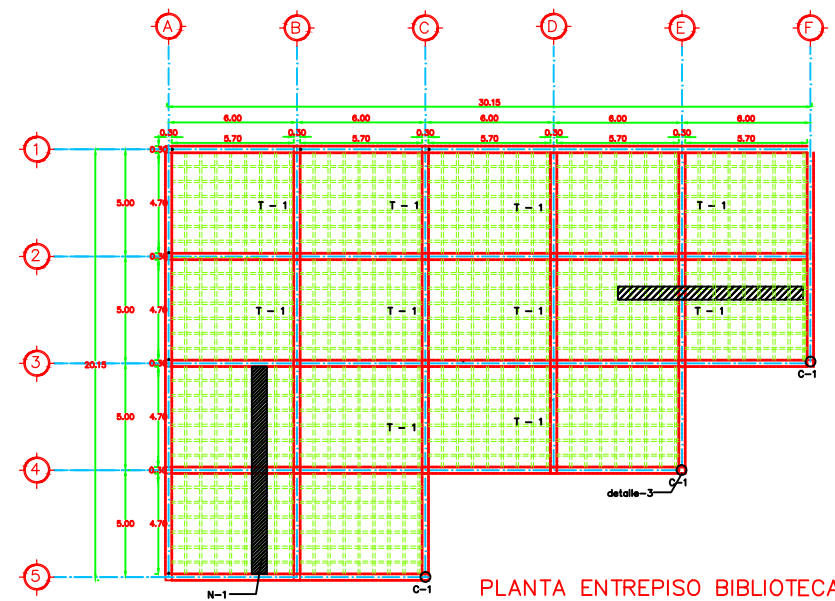 A B C D E F
30.15
6.00 6.00 6.00 6.00 6.00
0.30 0.30 0.30 0.30 0.30
5.70 5.70 5.70 5.70 5.70
1 0.30
T - 1 T - 1 T - 1 T - 1
5.00 4.70
2 0.30
5.00 4.70 T - 1 T - 1 T - 1 T - 1
3 20.15 0.30
C-1
5.00 4.70 T - 1 T - 1
4 0.30
C-1
detalle-3
5.00 4.70
5
N-1 C-1
PLANTA ENTREPISO BIBLIOTECA